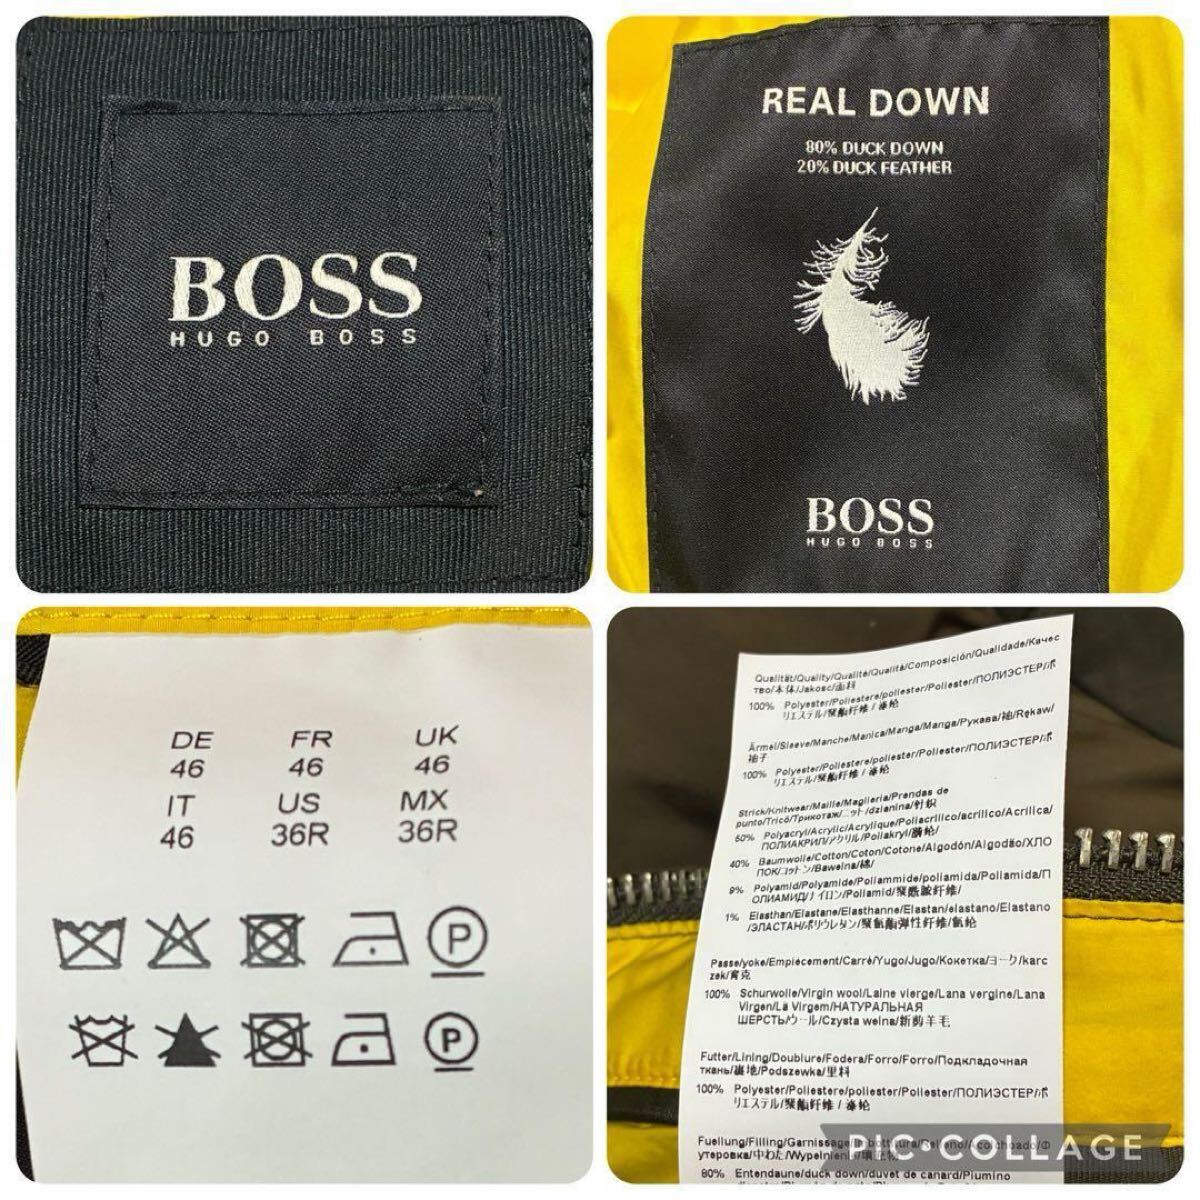 BOSS
HUGO BOSS
REAL DOWN
80% DUCK DOWN
20% DUCK FEATHER
BOSS
HUGO BOSS
DE FR UK
46 46 46
IT US MX
46 36R 36R
P
P
Qualität/Quality/Qualité/Qualità/Composición/Qualidade/Качес
тво/本体/Jakosc/面料
100% Polyester/Poliestere/poliester/Poliester/ПОЛИЭСТЕР/ポ
リエステル/聚酯纤维 / 涤纶
Ärmel/Sleeve/Manche/Manica/Manga/Manga/Рукава/袖/Rękaw/
袖子
100% Polyester/Poliestere/poliester/Poliester/ПОЛИЭСТЕР/ポ
リエステル/聚酯纤维 / 涤纶
Strick/Knitwear/Maille/Maglieria/Prendas de
punto/Tricô/Трикотаж/ニット/dzianina/针织
50% Polyacryl/Acrylic/Acrylique/Poliacrilico/acrílico/Acrílica/
ПОЛИАКРИЛ/アクリル/Poliakryl/腈纶/
40% Baumwolle/Cotton/Coton/Cotone/Algodón/Algodão/ХЛО
ПОК/コットン/Bawelna/棉/
9% Polyamid/Polyamide/Poliammide/poliamida/Poliamida/П
ОЛИАМИД/ナイロン/Poliamid/聚酰胺纤维/
1% Elasthan/Elastane/Elasthanne/Elastan/elastano/Elastano
/ЭЛАСТАН/ポリウレタン/聚氨酯弹性纤维/氨纶
Passe/yoke/Empiècement/Carrè/Yugo/Jugo/Кокетка/ヨーク/karc
zek/育克
100% Schurwolle/Virgin wool/Laine vierge/Lana vergine/Lana
Virgen/Lã Virgem/НАТУРАЛЬНАЯ
ШЕРСТЬ/ウール/Czysta welna/新剪羊毛
Futter/Lining/Doublure/Fodera/Forro/Forro/Подкладочная
ткань/裏地/Podszewka/里料
100% Polyester/Poliestere/poliester/Poliester/ПОЛИЭСТЕР/ポ
リエステル/聚酯纤维 / 涤纶
Fuellung/Filling/Garnissage/
утеровка/中わた/Wypelnienie/填充物
80% Entendaune/duck down/duvet de canard/Piumino
PIC·COLLAGE